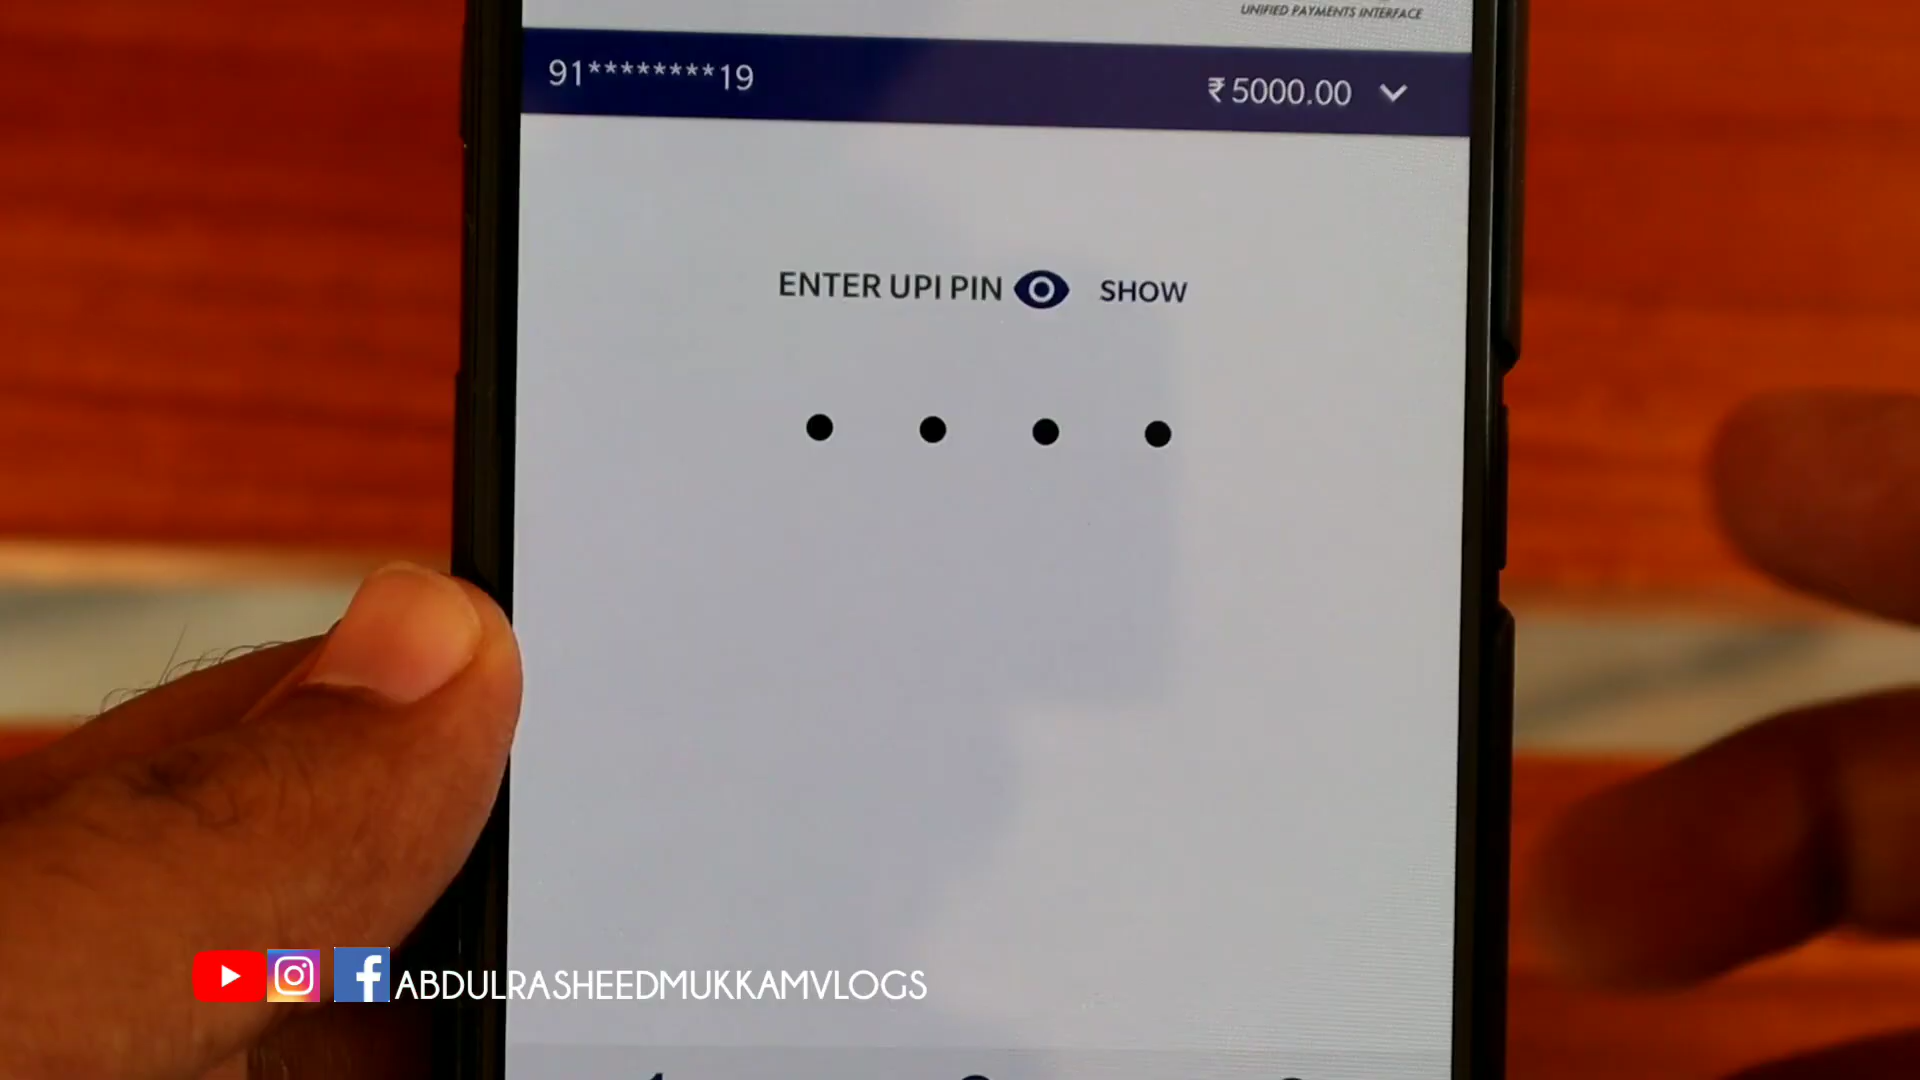 UNIFIED PAYMENTS INTERFACE
91********19 ₹ 5000.00
ENTER UPI PIN SHOW
ABDULRASHEEDMUKKAMVLOGS